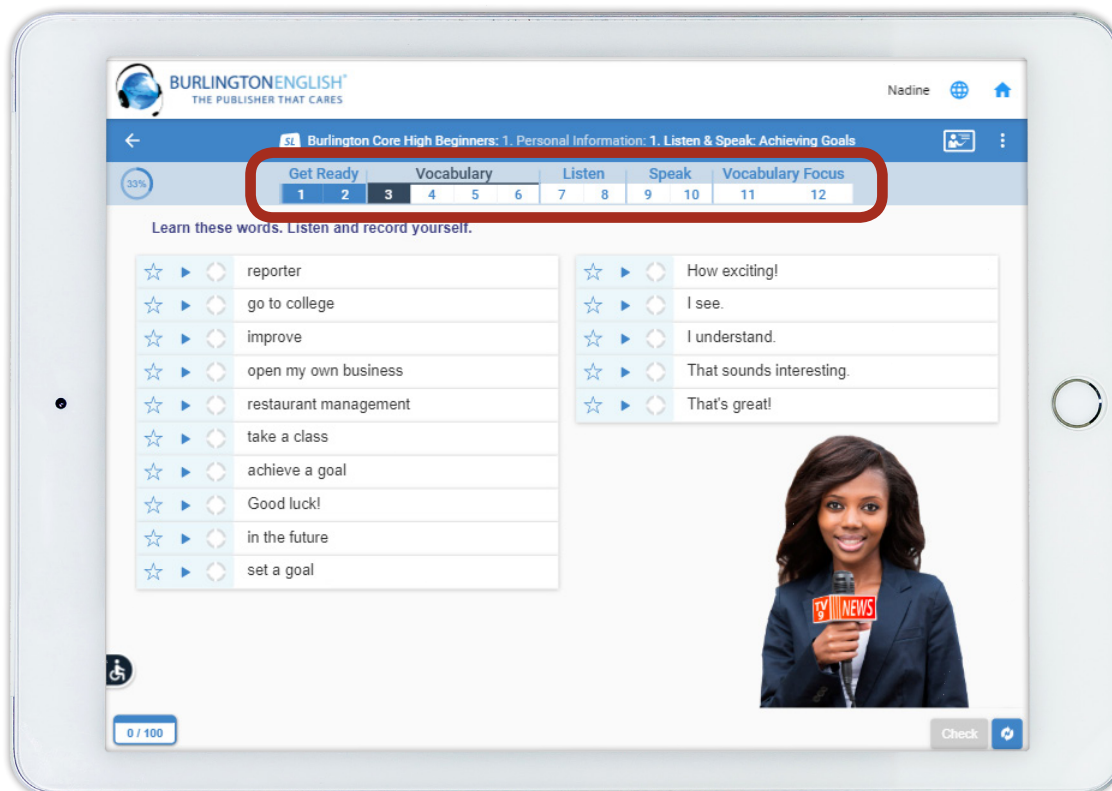 BURLINGTONENGLISH®
THE PUBLISHER THAT CARES
Nadine
SL Burlington Core High Beginners: 1. Personal Information: 1. Listen & Speak: Achieving Goals
33%
Get Ready Vocabulary Listen Speak Vocabulary Focus
1 2 3 4 5 6 7 8 9 10 11 12
Learn these words. Listen and record yourself.
reporter
go to college
improve
open my own business
restaurant management
take a class
achieve a goal
Good luck!
in the future
set a goal
How exciting!
I see.
I understand.
That sounds interesting.
That's great!
TV 9 NEWS
0 / 100
Check